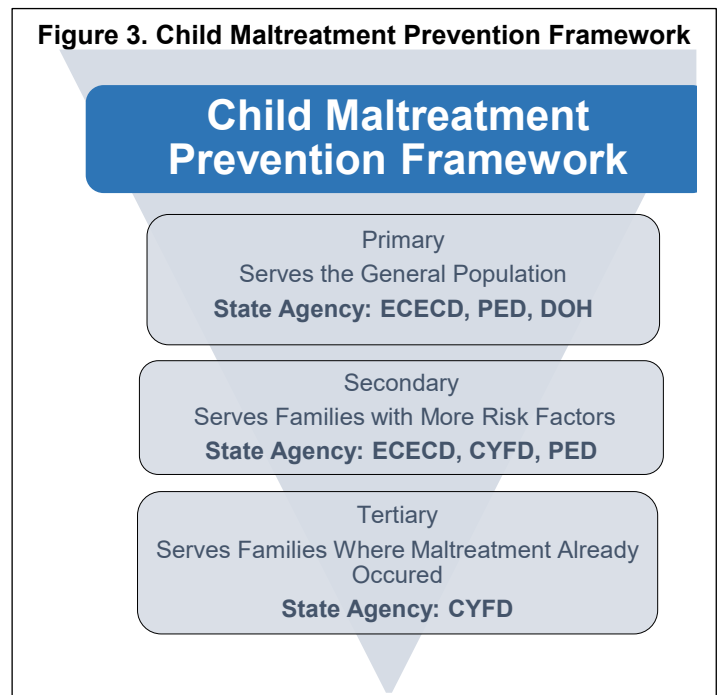 Figure 3. Child Maltreatment Prevention Framework
Child Maltreatment
Prevention Framework
Primary
Serves the General Population
State Agency: ECECD, PED, DOH
Secondary
Serves Families with More Risk Factors
State Agency: ECECD, CYFD, PED
Tertiary
Serves Families Where Maltreatment Already
Occured
State Agency: CYFD